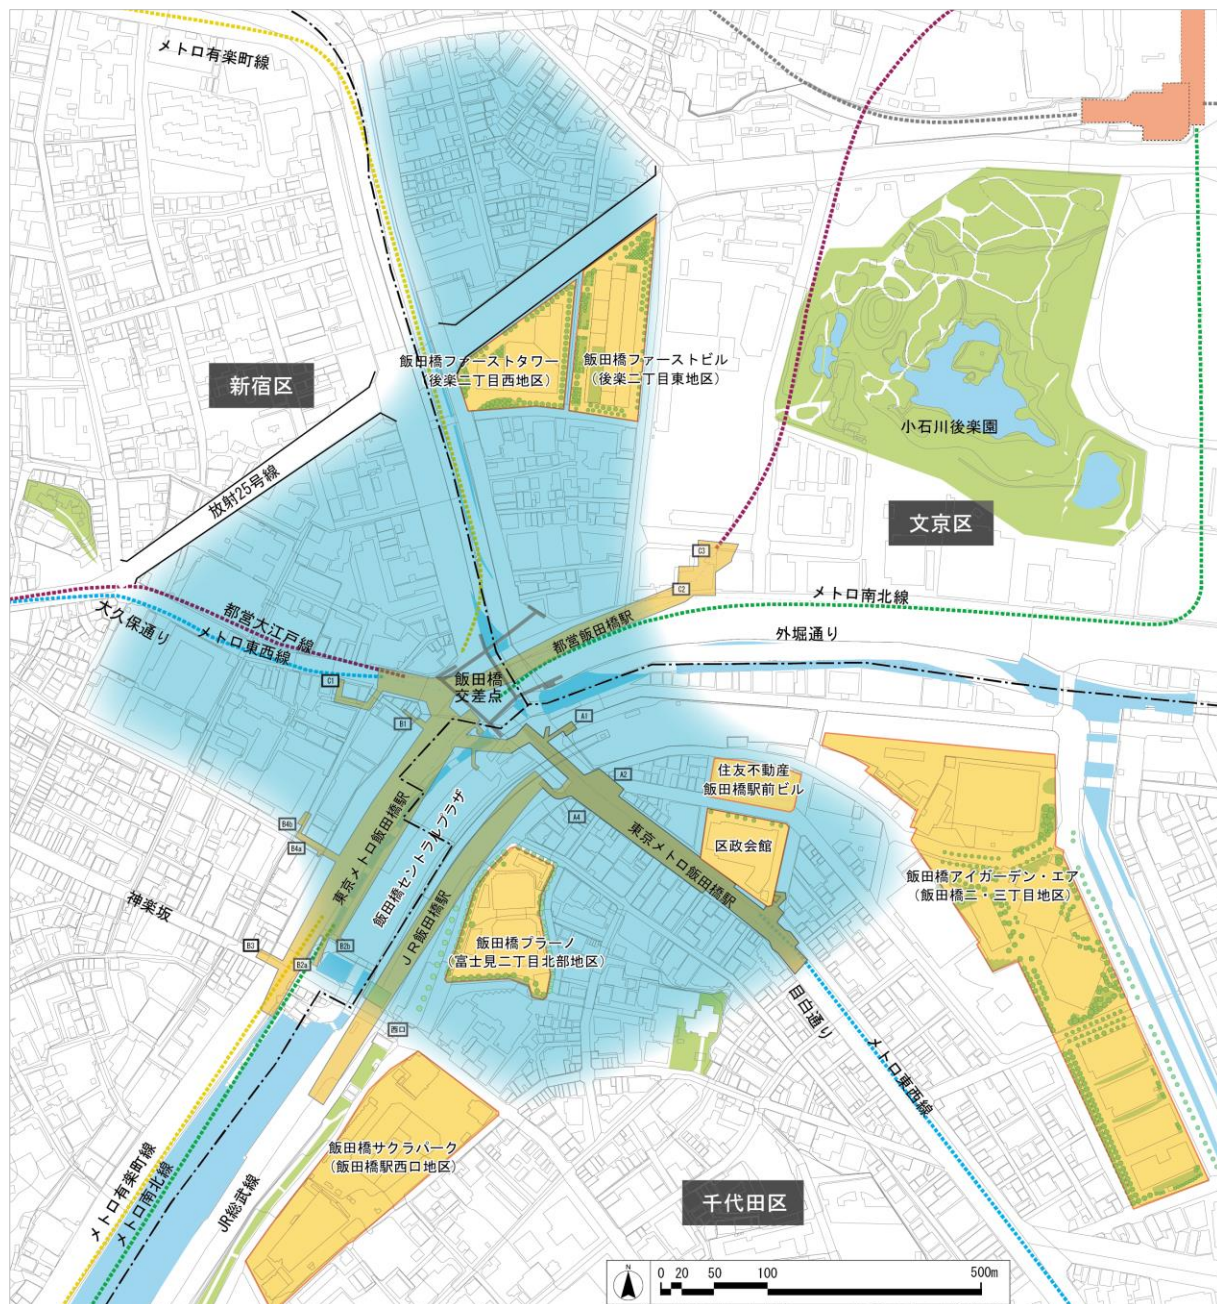 メトロ有楽町線
飯田橋ファーストタワー
(後楽二丁目西地区)
飯田橋ファーストビル
(後楽二丁目東地区)
新宿区
小石川後楽園
放射25号線
文京区
C3
C2
メトロ南北線
都営飯田橋駅
外堀通り
都営大江戸線
大久保通り
メトロ東西線
飯田橋
交差点
C1
B1
A1
A2
A4
住友不動産
飯田橋駅前ビル
区政会館
東京メトロ飯田橋駅
飯田橋セントラルプラザ
東京メトロ飯田橋駅
B4b
B4a
JR飯田橋駅
飯田橋アイガーデン・エア
(飯田橋二・三丁目地区)
神楽坂
B3
B2b
B2a
飯田橋プラーノ
(富士見二丁目北部地区)
目白通り
西口
メトロ東西線
飯田橋サクラパーク
(飯田橋駅西口地区)
メトロ有楽町線
メトロ南北線
JR総武線
千代田区
N
0 20 50 100 500m